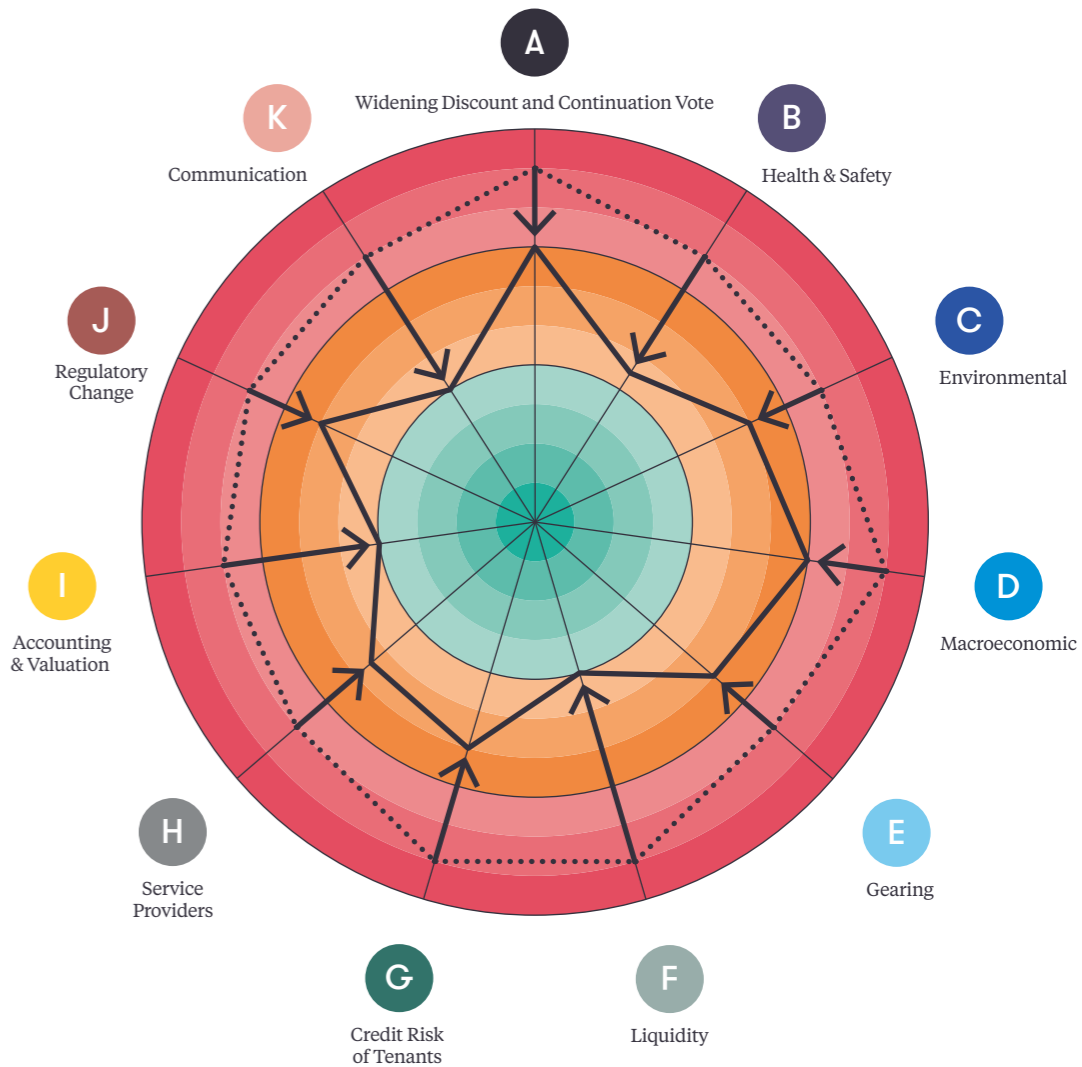 A
Widening Discount and Continuation Vote
B
Health & Safety
C
Environmental
D
Macroeconomic
E
Gearing
F
Liquidity
G
Credit Risk
of Tenants
H
Service
Providers
I
Accounting
& Valuation
J
Regulatory
Change
K
Communication